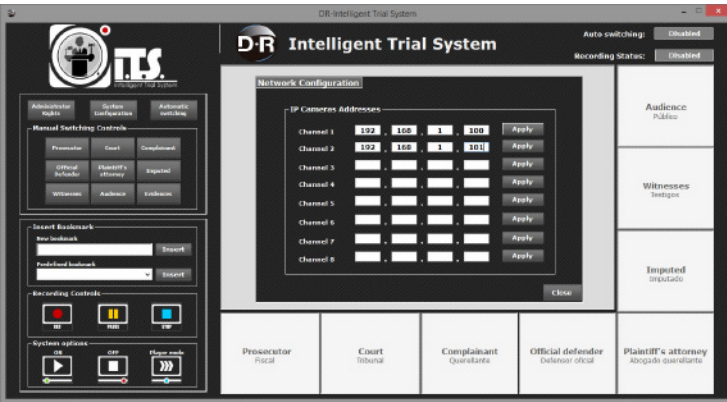 DR-Intelligent Trial System
i.T.S.
Intelligent Trial System
D-R Intelligent Trial System
Auto switching: Disabled
Recording Status: Disabled
Administrator Rights
System Configuration
Automatic switching
Manual Switching Controls
Prosecutor Court Complainant
Official Defender
Plaintiff's attorney
Imputed
Witnesses Audience Evidences
Insert Bookmark
New bookmark
Insert
Predefined bookmark
Insert
Recording Controls
REC PAUSE STOP
System options
ON OFF Player mode
Network Configuration
IP Cameras Addresses
Channel 1 192 . 168 . 1 . 100 Apply
Channel 2 192 . 168 . 1 . 101 Apply
Channel 3 . . . Apply
Channel 4 . . . Apply
Channel 5 . . . Apply
Channel 6 . . . Apply
Channel 7 . . . Apply
Channel 8 . . . Apply
Close
Audience
Público
Witnesses
Testigos
Imputed
Imputado
Prosecutor
Fiscal
Court
Tribunal
Complainant
Querellante
Official defender
Defensor oficial
Plaintiff's attorney
Abogado querellante